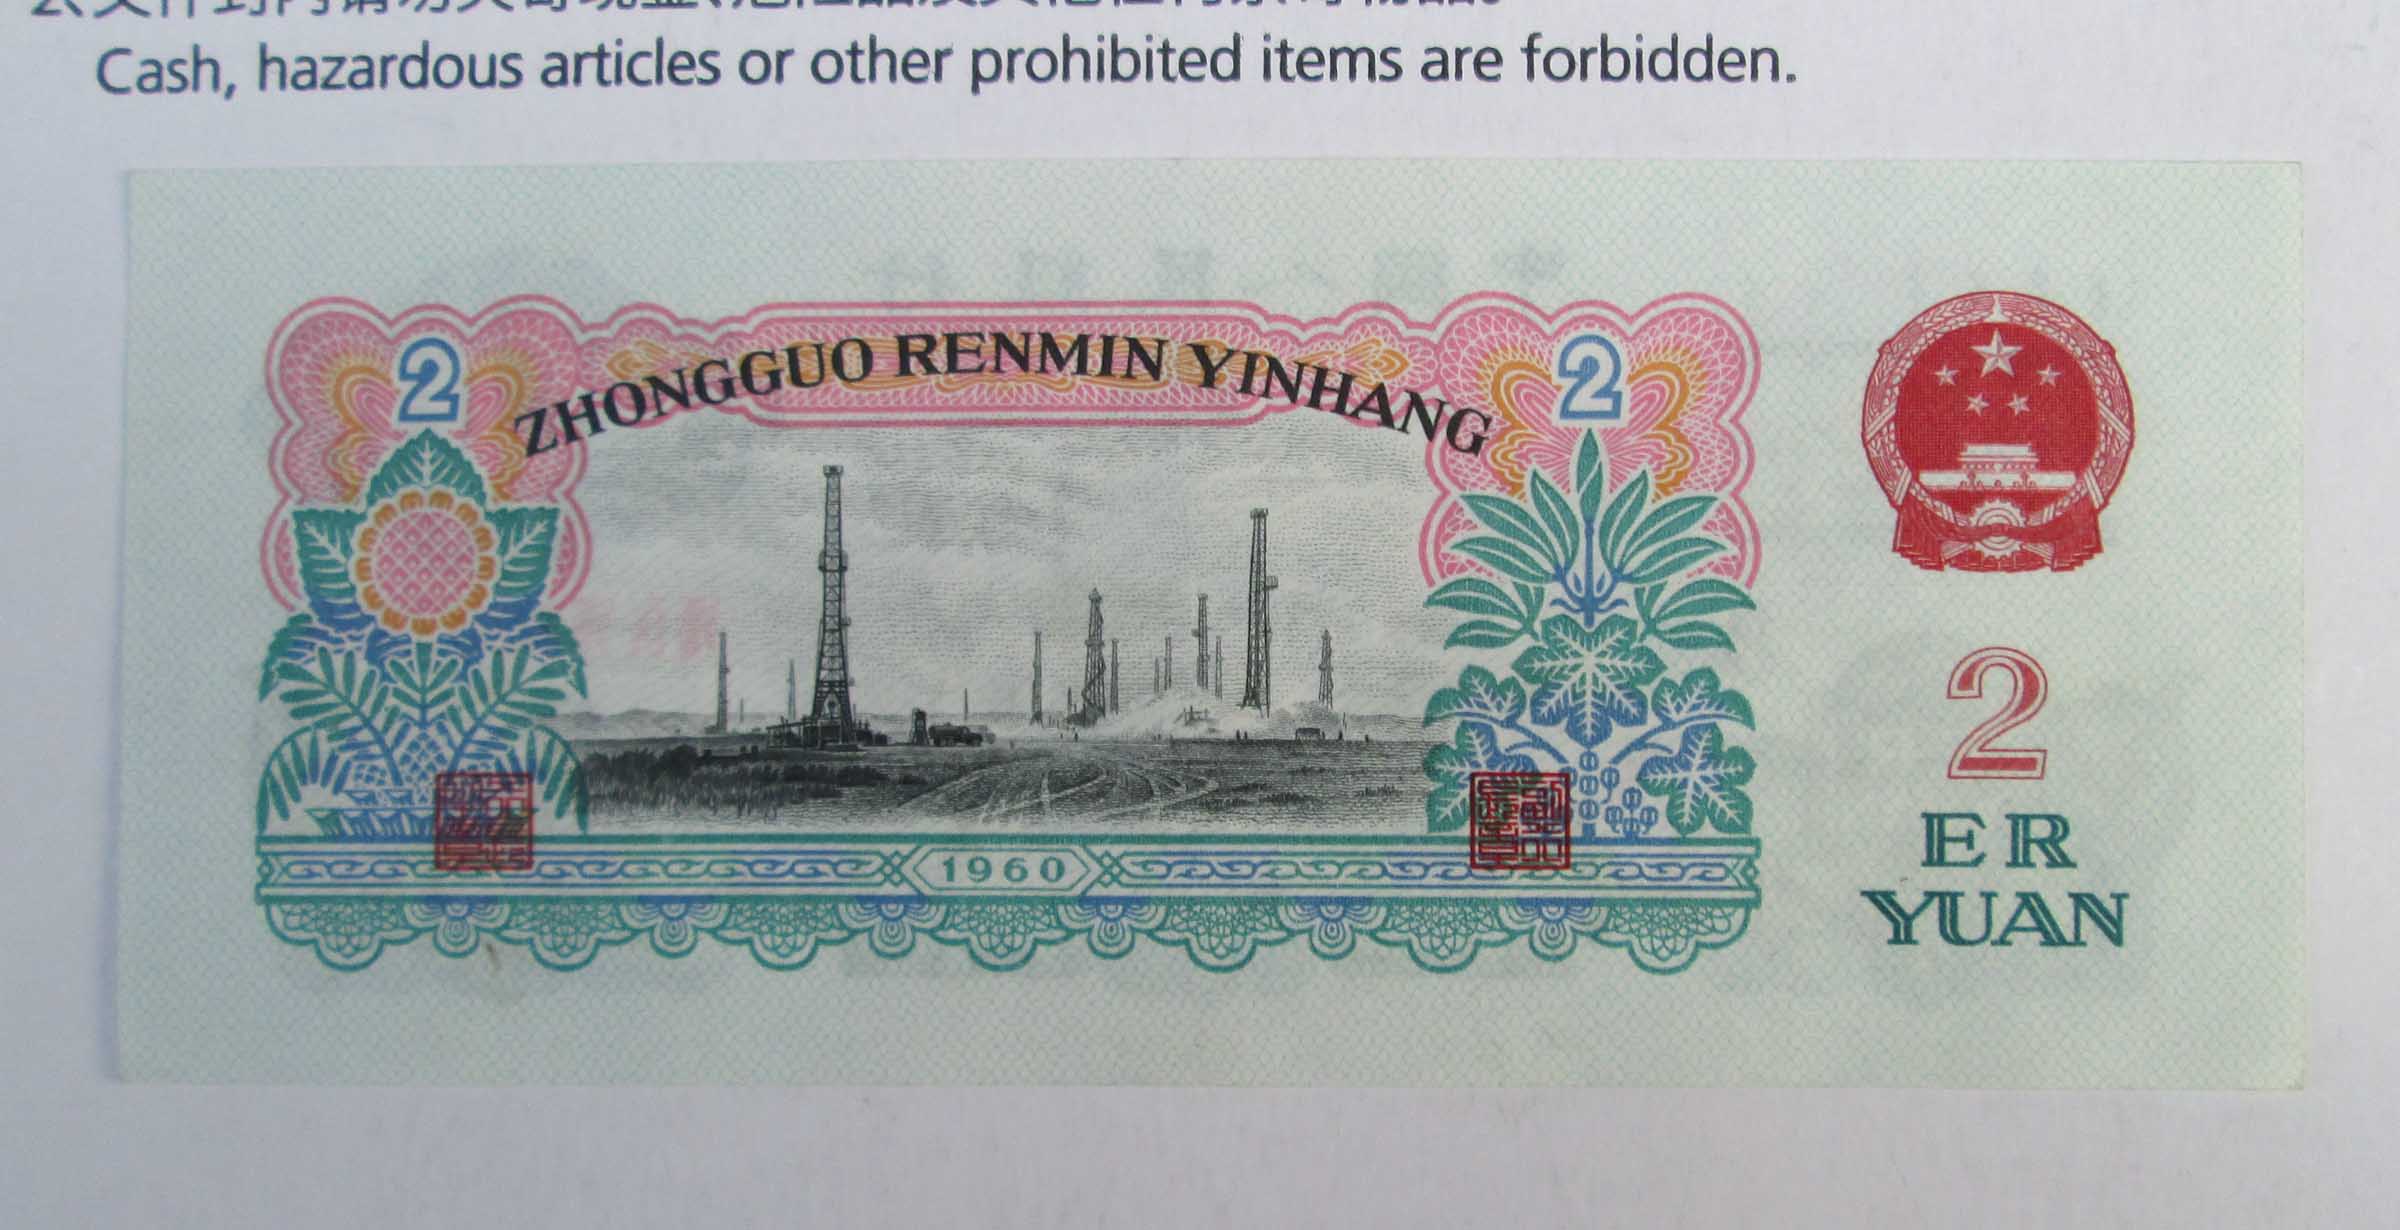 Cash, hazardous articles or other prohibited items are forbidden.
2
ZHONGGUO RENMIN YINHANG
2
1960
2
ER
YUAN